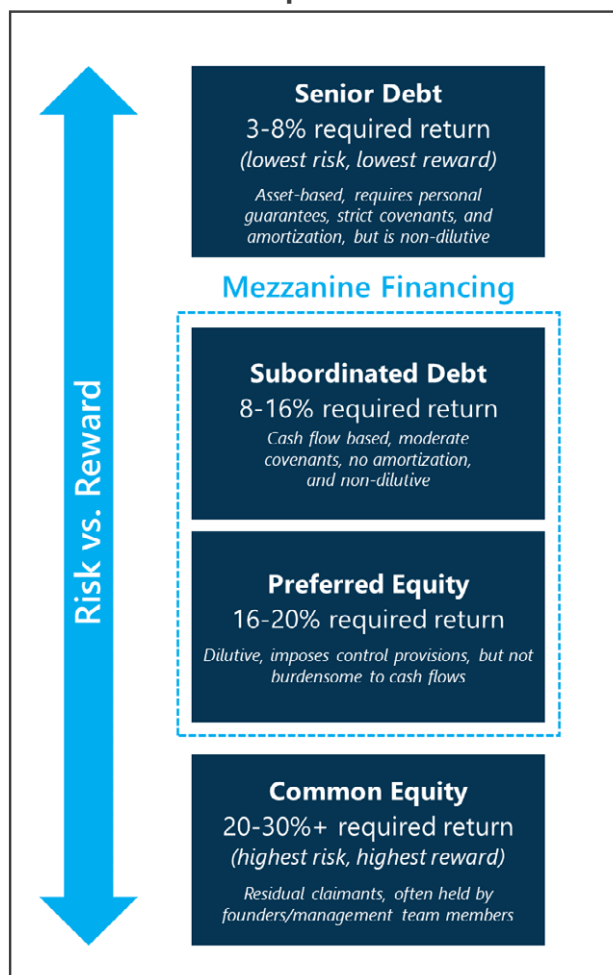 Senior Debt
3-8% required return
(lowest risk, lowest reward)
Asset-based, requires personal
guarantees, strict covenants, and
amortization, but is non-dilutive
Mezzanine Financing
Subordinated Debt
8-16% required return
Cash flow based, moderate
covenants, no amortization,
and non-dilutive
Risk vs. Reward
Preferred Equity
16-20% required return
Dilutive, imposes control provisions, but not
burdensome to cash flows
Common Equity
20-30%+ required return
(highest risk, highest reward)
Residual claimants, often held by
founders/management team members